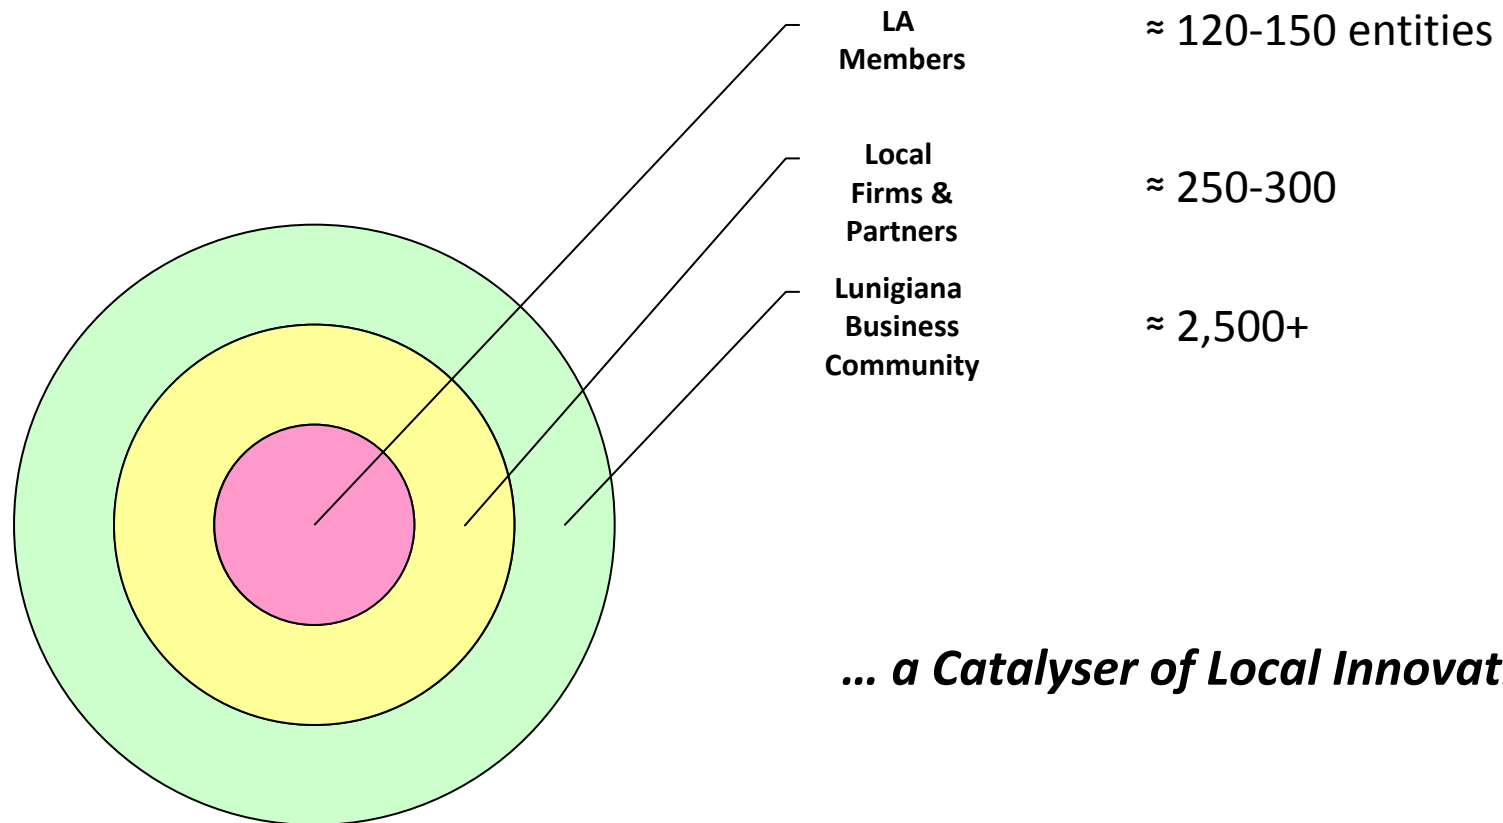 LA
Members
≈ 120-150 entities
Local
Firms &
Partners
≈ 250-300
Lunigiana
Business
Community
≈ 2,500+
... a Catalyser of Local